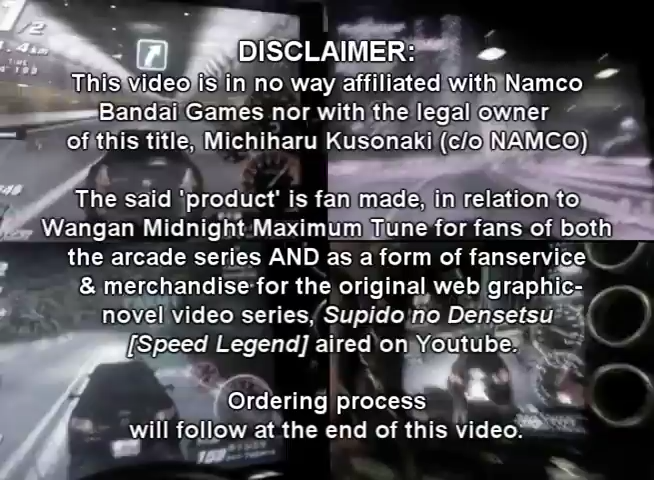 1/2
.4km
DISCLAIMER:
This video is in no way affiliated with Namco
Bandai Games nor with the legal owner
of this title, Michiharu Kusonaki (c/o NAMCO)
The said 'product' is fan made, in relation to
Wangan Midnight Maximum Tune for fans of both
the arcade series AND as a form of fanservice
& merchandise for the original web graphic-
novel video series, Supido no Densetsu
[Speed Legend] aired on Youtube.
Ordering process
will follow at the end of this video.